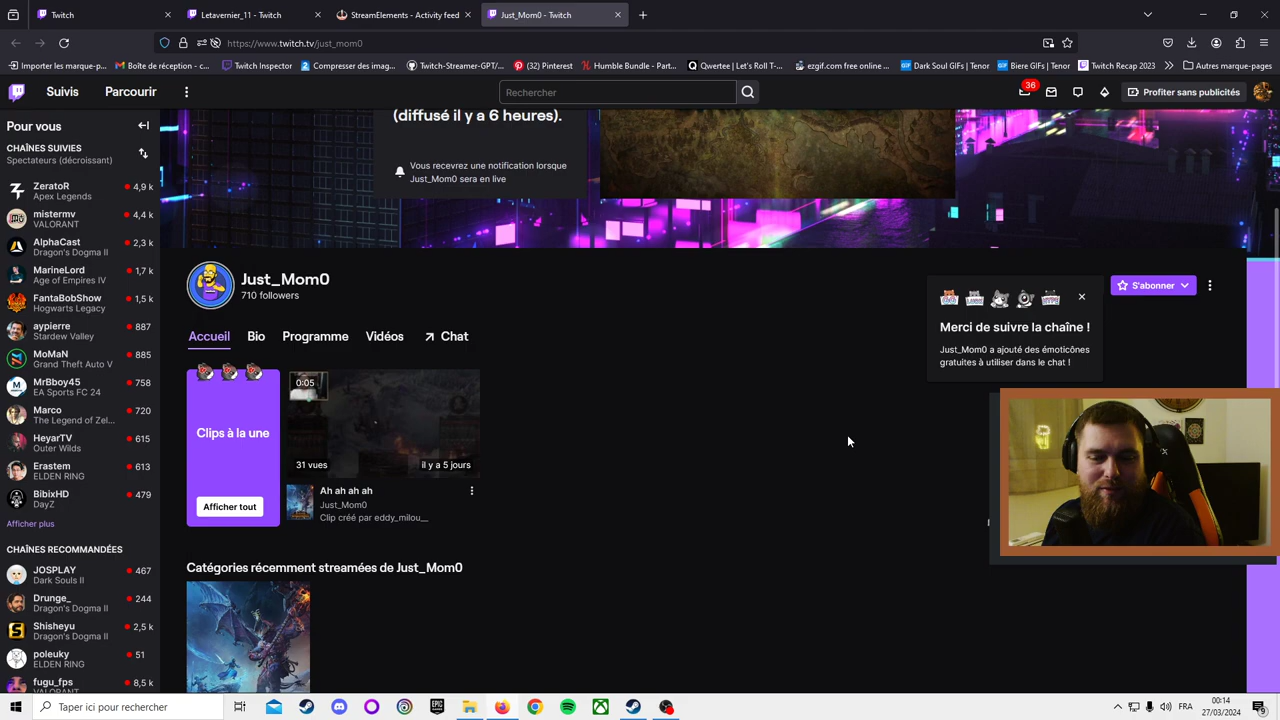 Twitch
Letavernier_11 - Twitch
StreamElements - Activity feed
Just_Mom0 - Twitch
https://www.twitch.tv/just_mom0
Importer les marque-p...
Boîte de réception – c...
Twitch Inspector
Compresser des imag...
Twitch-Streamer-GPT/...
(32) Pinterest
Humble Bundle - Part...
Qwertee | Let's Roll
ezgif.com free online ...
Dark Soul GIFs | Tenor
Biere GIFs | Tenor
Twitch Recap 2023
Autres marque-pages
Suivis
Parcourir
Rechercher
36
Profiter sans publicités
Pour vous
CHAÎNES SUIVIES
Spectateurs (décroissant)
ZeratoR 4,9 k
Apex Legends
mistermv 4,4 k
VALORANT
AlphaCast 2,3 k
Dragon's Dogma II
MarineLord 1,7 k
Age of Empires IV
FantaBobShow 1,5 k
Hogwarts Legacy
aypierre 887
Stardew Valley
MoMaN 885
Grand Theft Auto V
MrBboy45 758
EA Sports FC 24
Marco 720
The Legend of Zel...
HeyarTV 615
Outer Wilds
Erastem 613
ELDEN RING
BibixHD 479
DayZ
Afficher plus
CHAÎNES RECOMMANDÉES
JOSPLAY 467
Dark Souls II
Drunge_ 244
Dragon's Dogma II
Shisheyu 2,5 k
Dragon's Dogma II
poleuky 51
ELDEN RING
fugu_fps 8,5 k
VALORANT
(diffusé il y a 6 heures).
Vous recevrez une notification lorsque
Just_Mom0 sera en live
Just_Mom0
710 followers
S'abonner
Merci de suivre la chaîne !
Just_Mom0 a ajouté des émoticônes
gratuites à utiliser dans le chat !
Accueil
Bio
Programme
Vidéos
Chat
Clips à la une
Afficher tout
0:05
31 vues
il y a 5 jours
Ah ah ah ah
Just_Mom0
Clip créé par eddy_milou__
Catégories récemment streamées de Just_Mom0
Taper ici pour rechercher
FRA
00:14
27/03/2024
9